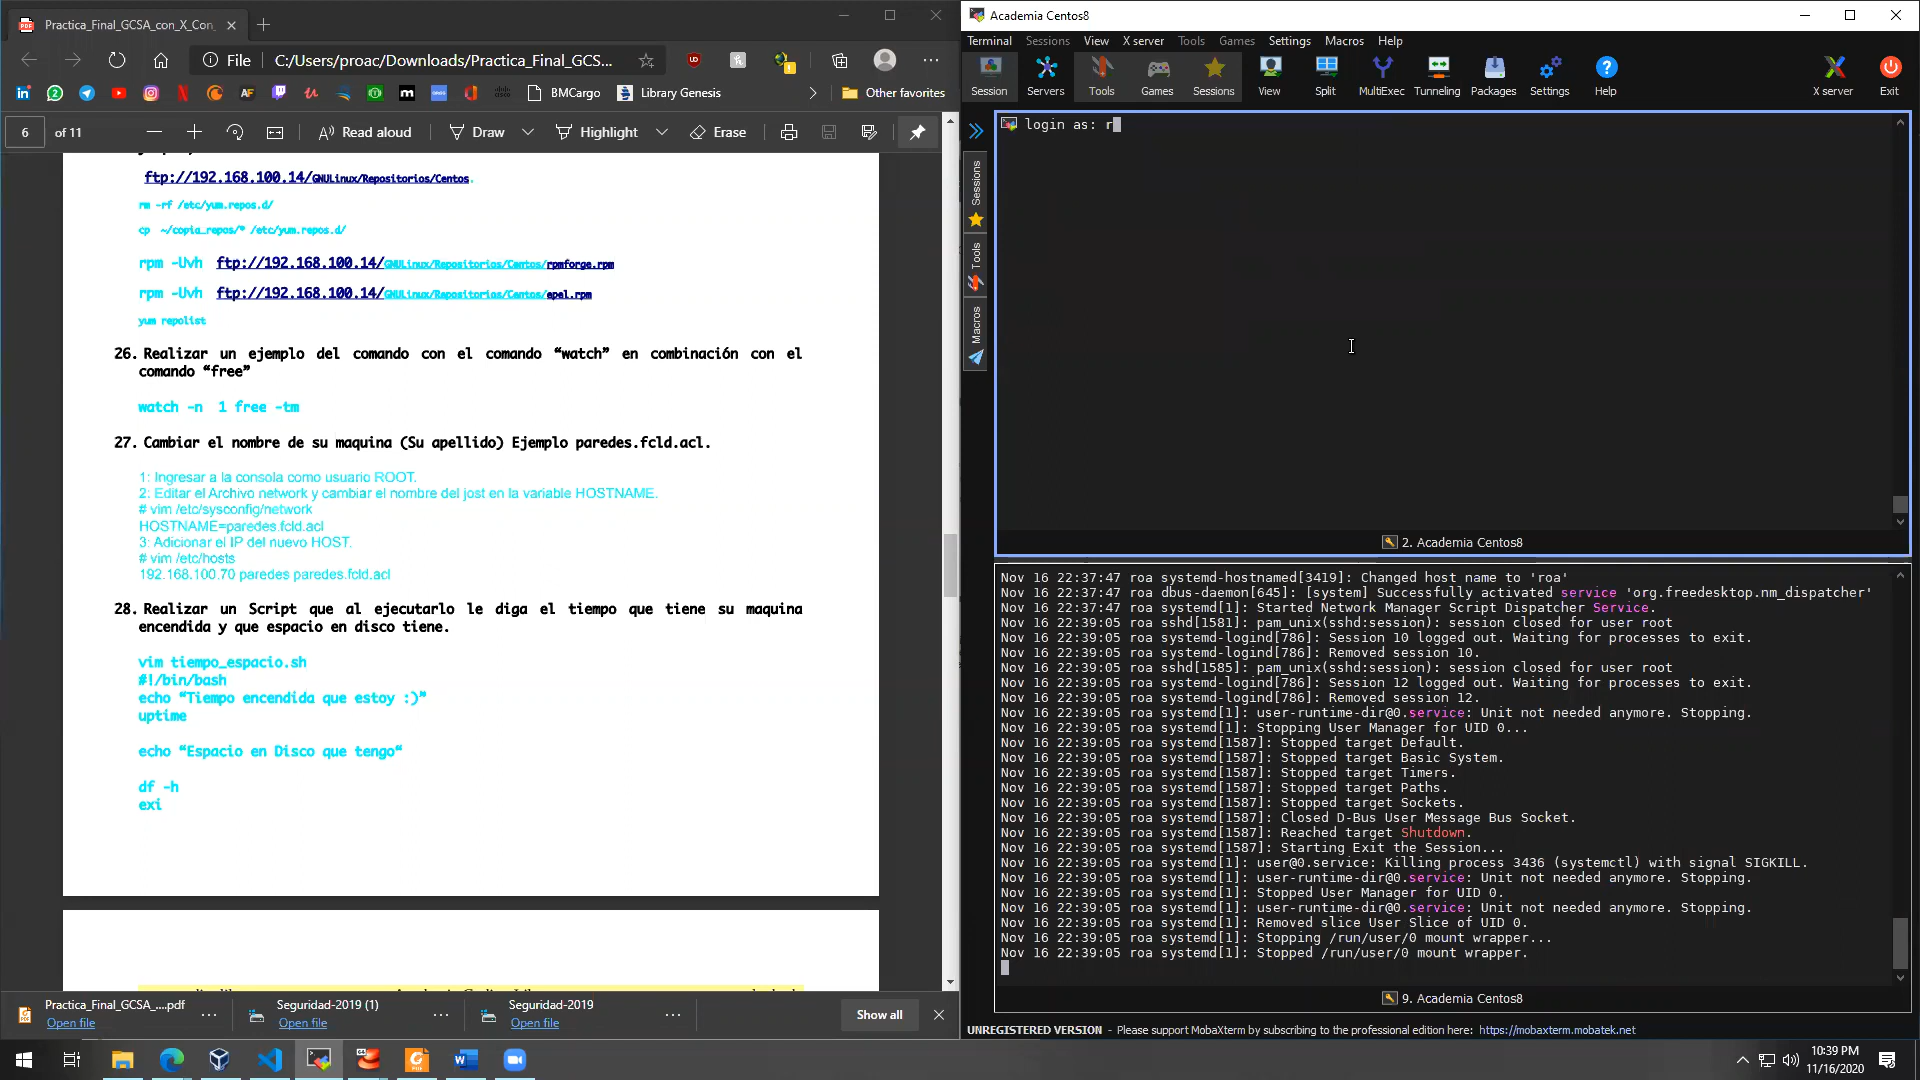 Practica_Final_GCSA_con_X_Con_
File C:/Users/proac/Downloads/Practica_Final_GCS...
BMCargo Library Genesis Other favorites
6 of 11 Read aloud Draw Highlight Erase
ftp://192.168.100.14/GNULinux/Repositorios/Centos.
rm -rf /etc/yum.repos.d/
cp ~/copia_repos/* /etc/yum.repos.d/
rpm -Uvh ftp://192.168.100.14/GNULinux/Repositorios/Centos/rpmforge.rpm
rpm -Uvh ftp://192.168.100.14/GNULinux/Repositorios/Centos/epel.rpm
yum repolist
26. Realizar un ejemplo del comando con el comando “watch” en combinación con el
comando “free”
watch -n 1 free -tm
27. Cambiar el nombre de su maquina (Su apellido) Ejemplo paredes.fcld.acl.
1: Ingresar a la consola como usuario ROOT.
2: Editar el Archivo network y cambiar el nombre del jost en la variable HOSTNAME.
# vim /etc/sysconfig/network
HOSTNAME=paredes.fcld.acl
3: Adicionar el IP del nuevo HOST.
# vim /etc/hosts
192.168.100.70 paredes paredes.fcld.acl
28. Realizar un Script que al ejecutarlo le diga el tiempo que tiene su maquina
encendida y que espacio en disco tiene.
vim tiempo_espacio.sh
#!/bin/bash
echo “Tiempo encendida que estoy :)”
uptime
echo “Espacio en Disco que tengo“
df -h
exi
Practica_Final_GCSA_....pdf
Open file
Seguridad-2019 (1)
Open file
Seguridad-2019
Open file
Show all
Academia Centos8
Terminal Sessions View X server Tools Games Settings Macros Help
Session Servers Tools Games Sessions View Split MultiExec Tunneling Packages Settings Help X server Exit
Sessions
Tools
Macros
login as: r
2. Academia Centos8
Nov 16 22:37:47 roa systemd-hostnamed[3419]: Changed host name to 'roa'
Nov 16 22:37:47 roa dbus-daemon[645]: [system] Successfully activated service 'org.freedesktop.nm_dispatcher'
Nov 16 22:37:47 roa systemd[1]: Started Network Manager Script Dispatcher Service.
Nov 16 22:39:05 roa sshd[1581]: pam_unix(sshd:session): session closed for user root
Nov 16 22:39:05 roa systemd-logind[786]: Session 10 logged out. Waiting for processes to exit.
Nov 16 22:39:05 roa systemd-logind[786]: Removed session 10.
Nov 16 22:39:05 roa sshd[1585]: pam_unix(sshd:session): session closed for user root
Nov 16 22:39:05 roa systemd-logind[786]: Session 12 logged out. Waiting for processes to exit.
Nov 16 22:39:05 roa systemd-logind[786]: Removed session 12.
Nov 16 22:39:05 roa systemd[1]: user-runtime-dir@0.service: Unit not needed anymore. Stopping.
Nov 16 22:39:05 roa systemd[1]: Stopping User Manager for UID 0...
Nov 16 22:39:05 roa systemd[1587]: Stopped target Default.
Nov 16 22:39:05 roa systemd[1587]: Stopped target Basic System.
Nov 16 22:39:05 roa systemd[1587]: Stopped target Timers.
Nov 16 22:39:05 roa systemd[1587]: Stopped target Paths.
Nov 16 22:39:05 roa systemd[1587]: Stopped target Sockets.
Nov 16 22:39:05 roa systemd[1587]: Closed D-Bus User Message Bus Socket.
Nov 16 22:39:05 roa systemd[1587]: Reached target Shutdown.
Nov 16 22:39:05 roa systemd[1587]: Starting Exit the Session...
Nov 16 22:39:05 roa systemd[1]: user@0.service: Killing process 3436 (systemctl) with signal SIGKILL.
Nov 16 22:39:05 roa systemd[1]: user-runtime-dir@0.service: Unit not needed anymore. Stopping.
Nov 16 22:39:05 roa systemd[1]: Stopped User Manager for UID 0.
Nov 16 22:39:05 roa systemd[1]: user-runtime-dir@0.service: Unit not needed anymore. Stopping.
Nov 16 22:39:05 roa systemd[1]: Removed slice User Slice of UID 0.
Nov 16 22:39:05 roa systemd[1]: Stopping /run/user/0 mount wrapper...
Nov 16 22:39:05 roa systemd[1]: Stopped /run/user/0 mount wrapper.
9. Academia Centos8
UNREGISTERED VERSION - Please support MobaXterm by subscribing to the professional edition here: https://mobaxterm.mobatek.net
10:39 PM
11/16/2020